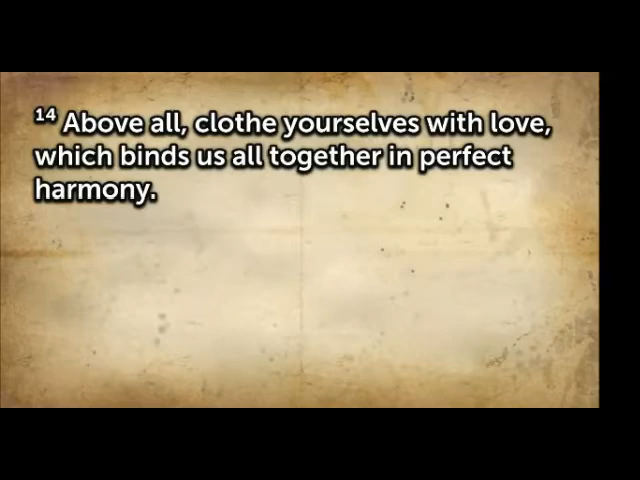 14 Above all, clothe yourselves with love,
which binds us all together in perfect
harmony.